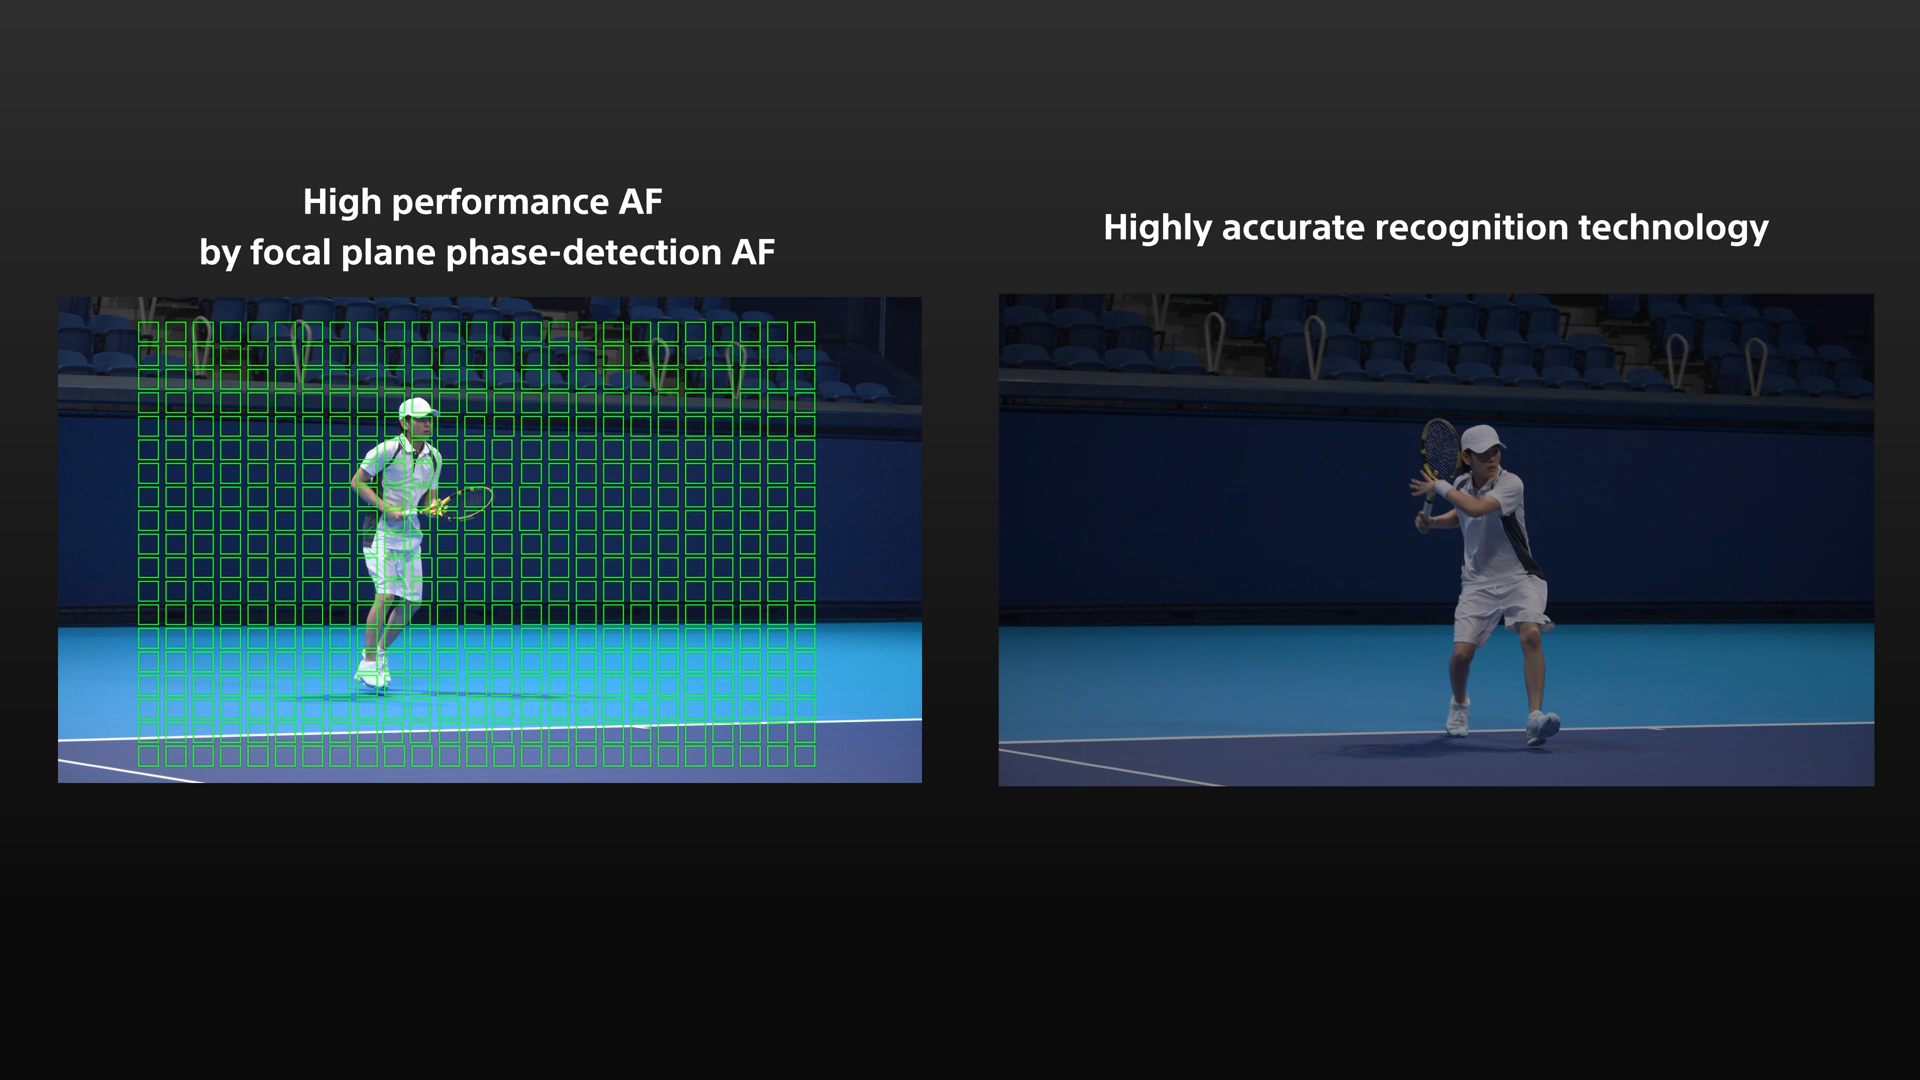 High performance AF
by focal plane phase-detection AF
Highly accurate recognition technology